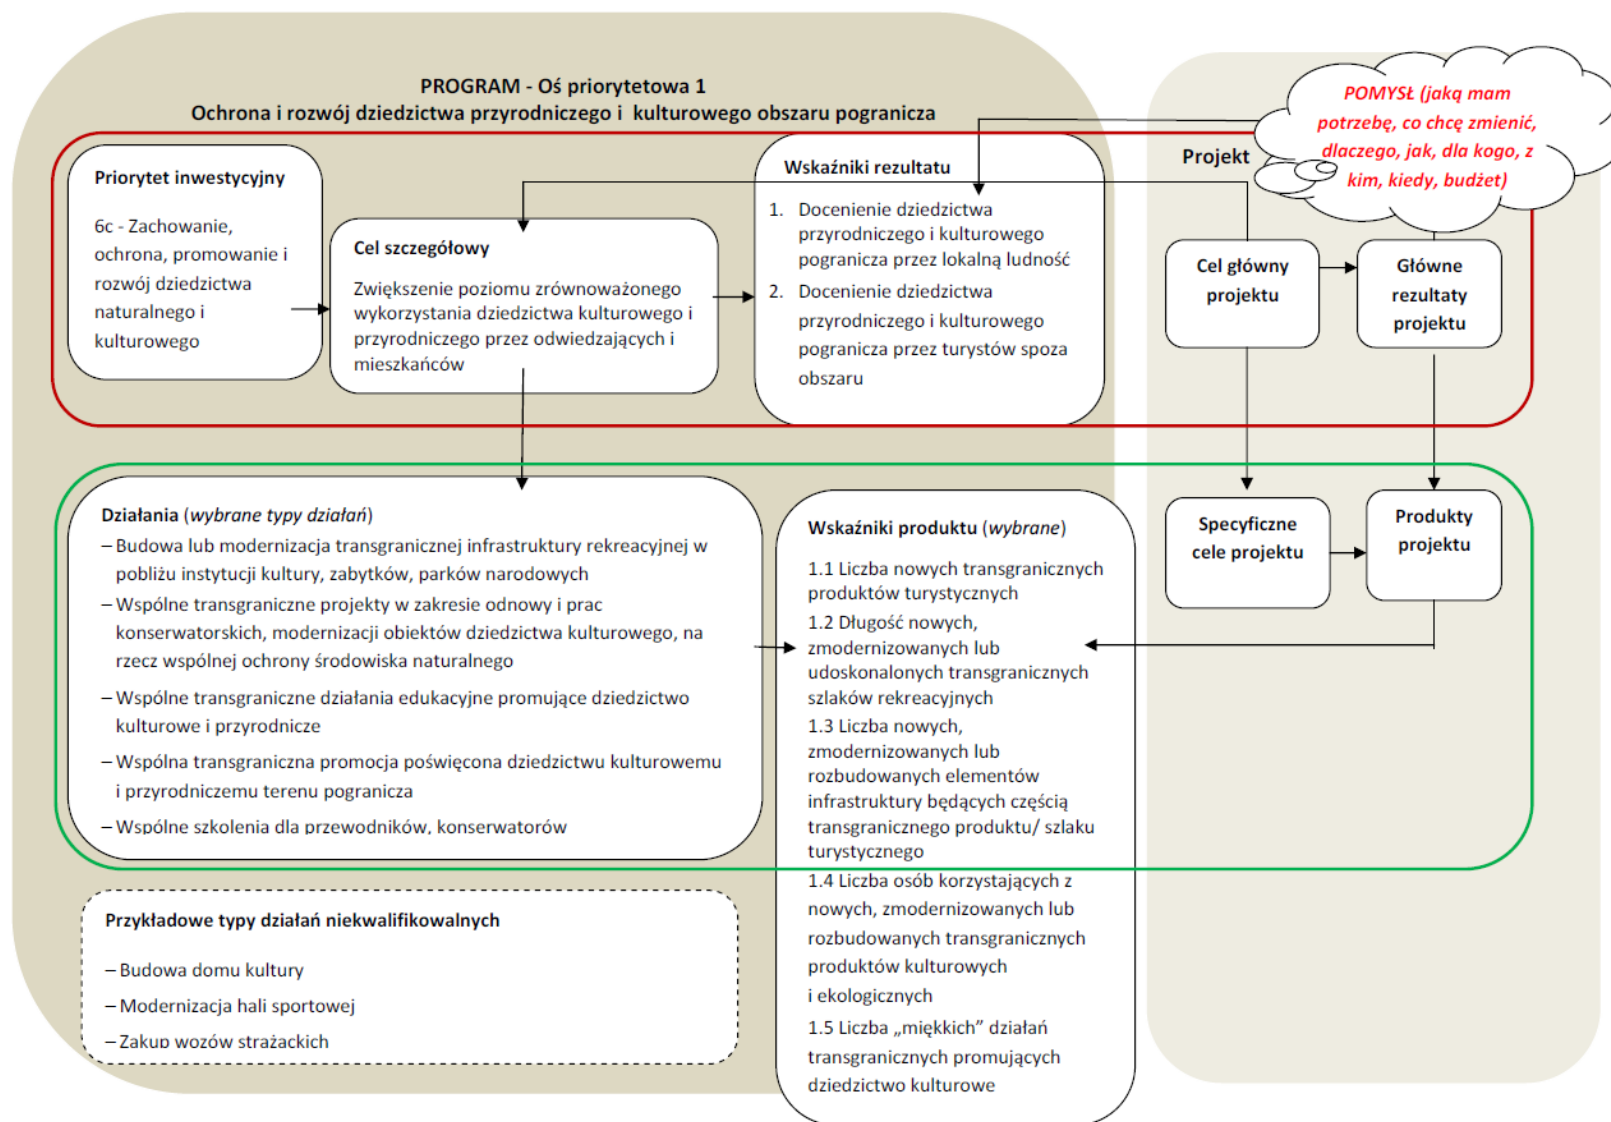 PROGRAM - Oś priorytetowa 1
Ochrona i rozwój dziedzictwa przyrodniczego i kulturowego obszaru pogranicza
Priorytet inwestycyjny
6c - Zachowanie,
ochrona, promowanie i
rozwój dziedzictwa
naturalnego i
kulturowego
Cel szczegółowy
Zwiększenie poziomu zrównoważonego
wykorzystania dziedzictwa kulturowego i
przyrodniczego przez odwiedzających i
mieszkańców
Wskaźniki rezultatu
1. Docenienie dziedzictwa
przyrodniczego i kulturowego
pogranicza przez lokalną ludność
2. Docenienie dziedzictwa
przyrodniczego i kulturowego
pogranicza przez turystów spoza
obszaru
Projekt
POMYSŁ (jaką mam
potrzebę, co chcę zmienić,
dlaczego, jak, dla kogo, z
kim, kiedy, budżet)
Cel główny
projektu
Główne
rezultaty
projektu
Działania (wybrane typy działań)
– Budowa lub modernizacja transgranicznej infrastruktury rekreacyjnej w
pobliżu instytucji kultury, zabytków, parków narodowych
– Wspólne transgraniczne projekty w zakresie odnowy i prac
konserwatorskich, modernizacji obiektów dziedzictwa kulturowego, na
rzecz wspólnej ochrony środowiska naturalnego
– Wspólne transgraniczne działania edukacyjne promujące dziedzictwo
kulturowe i przyrodnicze
– Wspólna transgraniczna promocja poświęcona dziedzictwu kulturowemu
i przyrodniczemu terenu pogranicza
– Wspólne szkolenia dla przewodników, konserwatorów
Wskaźniki produktu (wybrane)
1.1 Liczba nowych transgranicznych
produktów turystycznych
1.2 Długość nowych,
zmodernizowanych lub
udoskonalonych transgranicznych
szlaków rekreacyjnych
1.3 Liczba nowych,
zmodernizowanych lub
rozbudowanych elementów
infrastruktury będących częścią
transgranicznego produktu/ szlaku
turystycznego
1.4 Liczba osób korzystających z
nowych, zmodernizowanych lub
rozbudowanych transgranicznych
produktów kulturowych
i ekologicznych
1.5 Liczba „miękkich” działań
transgranicznych promujących
dziedzictwo kulturowe
Specyficzne
cele projektu
Produkty
projektu
Przykładowe typy działań niekwalifikowalnych
– Budowa domu kultury
– Modernizacja hali sportowej
– Zakup wozów strażackich